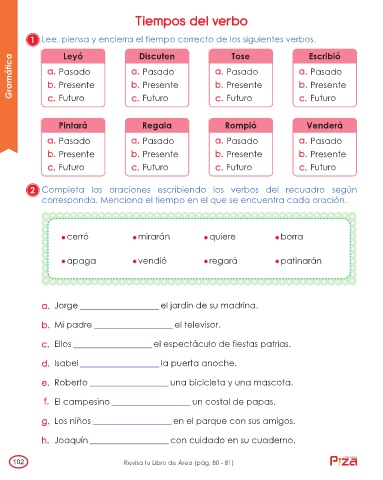 Tiempos del verbo
1 Lee, piensa y encierra el tiempo correcto de los siguientes verbos.
Gramática
Leyó Discuten Tose Escribió
a. Pasado a. Pasado a. Pasado a. Pasado
b. Presente b. Presente b. Presente b. Presente
c. Futuro c. Futuro c. Futuro c. Futuro
Pintará Regala Rompió Venderá
a. Pasado a. Pasado a. Pasado a. Pasado
b. Presente b. Presente b. Presente b. Presente
c. Futuro c. Futuro c. Futuro c. Futuro
2 Completa las oraciones escribiendo los verbos del recuadro según
corresponda. Menciona el tiempo en el que se encuentra cada oración.
• cerró • mirarán • quiere • borra
• apaga • vendió • regará • patinarán
a. Jorge ________________ el jardín de su madrina.
b. Mi padre ________________ el televisor.
c. Ellos ________________ el espectáculo de fiestas patrias.
d. Isabel ________________ la puerta anoche.
e. Roberto ________________ una bicicleta y una mascota.
f. El campesino ________________ un costal de papas.
g. Los niños ________________ en el parque con sus amigos.
h. Joaquín ________________ con cuidado en su cuaderno.
102 Revisa tu Libro de Área (pág. 80 - 81)